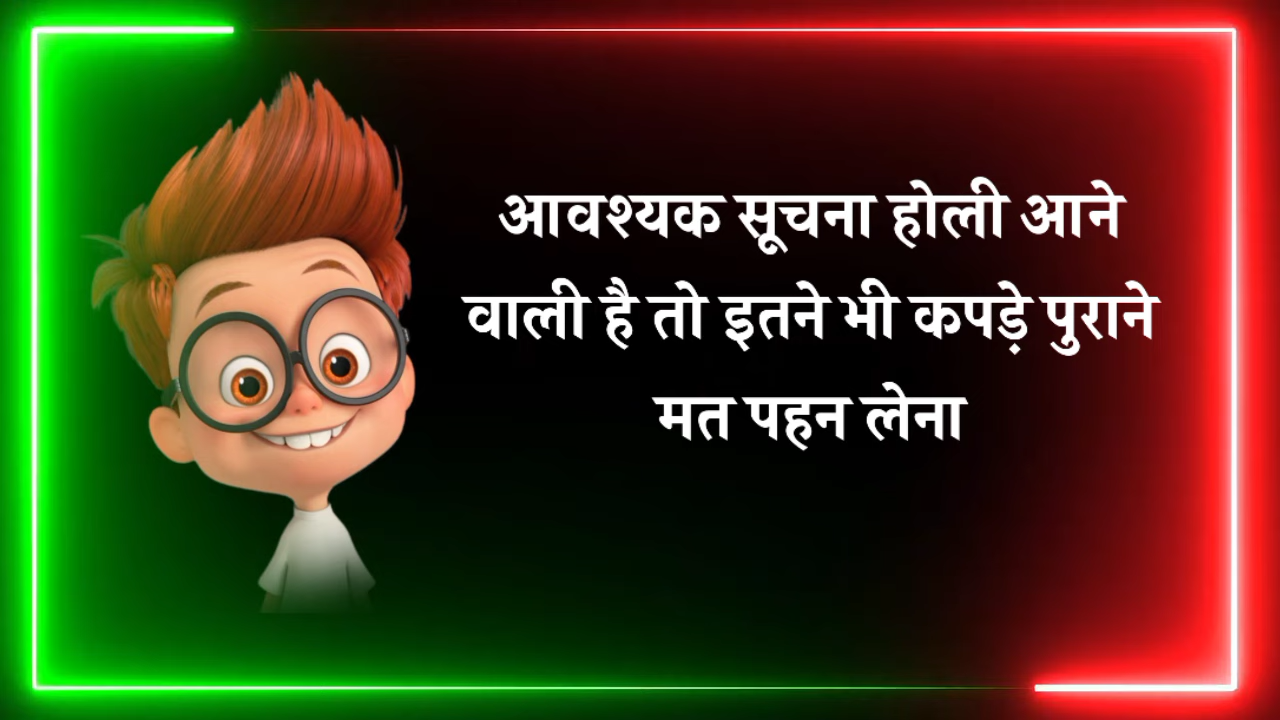 आवश्यक सूचना होली आने
वाली है तो इतने भी कपड़े पुराने
मत पहन लेना